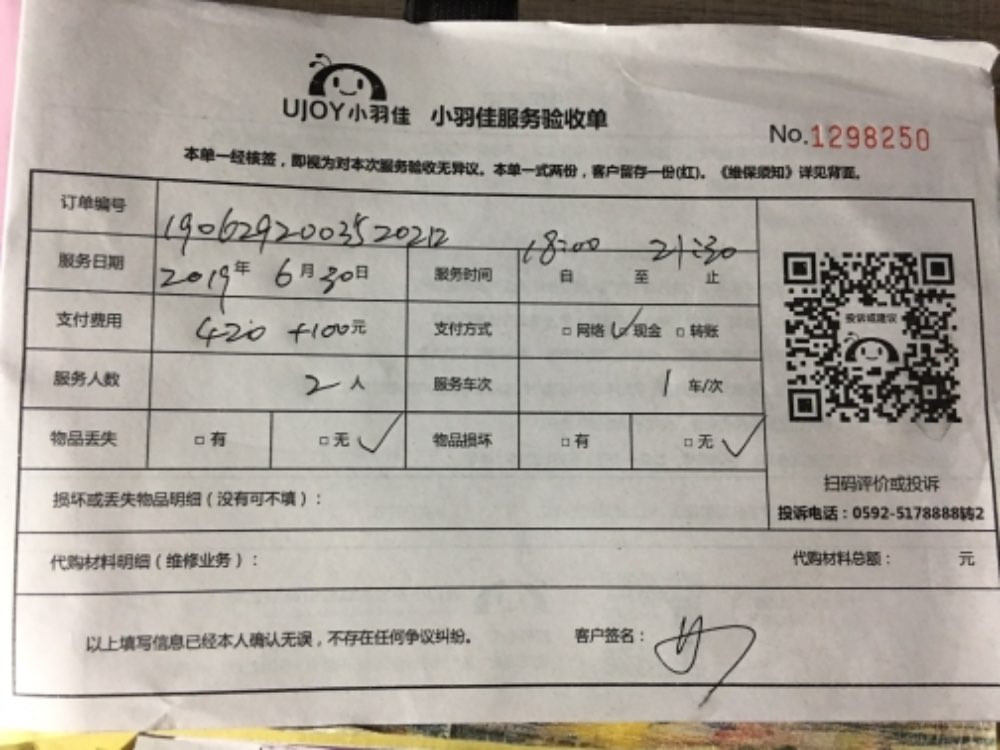 UJOY小羽佳 小羽佳服务验收单
No.1298250
本单一经核签，即视为对本次服务验收无异议。本单一式两份，客户留存一份(红)。《维保须知》详见背面。
订单编号 1906292003520212
服务日期 2019年 6月30日 服务时间 18:00 自 至 21:30 止
支付费用 420 +100元 支付方式 □网络 ✓现金 □转账
服务人数 2人 服务车次 1 车/次
物品丢失 □有 □无✓ 物品损坏 □有 □无✓
投诉或建议
扫码评价或投诉
投诉电话：0592-5178888转2
损坏或丢失物品明细（没有可不填）：
代购材料明细（维修业务）： 代购材料总额： 元
以上填写信息已经本人确认无误，不存在任何争议纠纷。 客户签名：